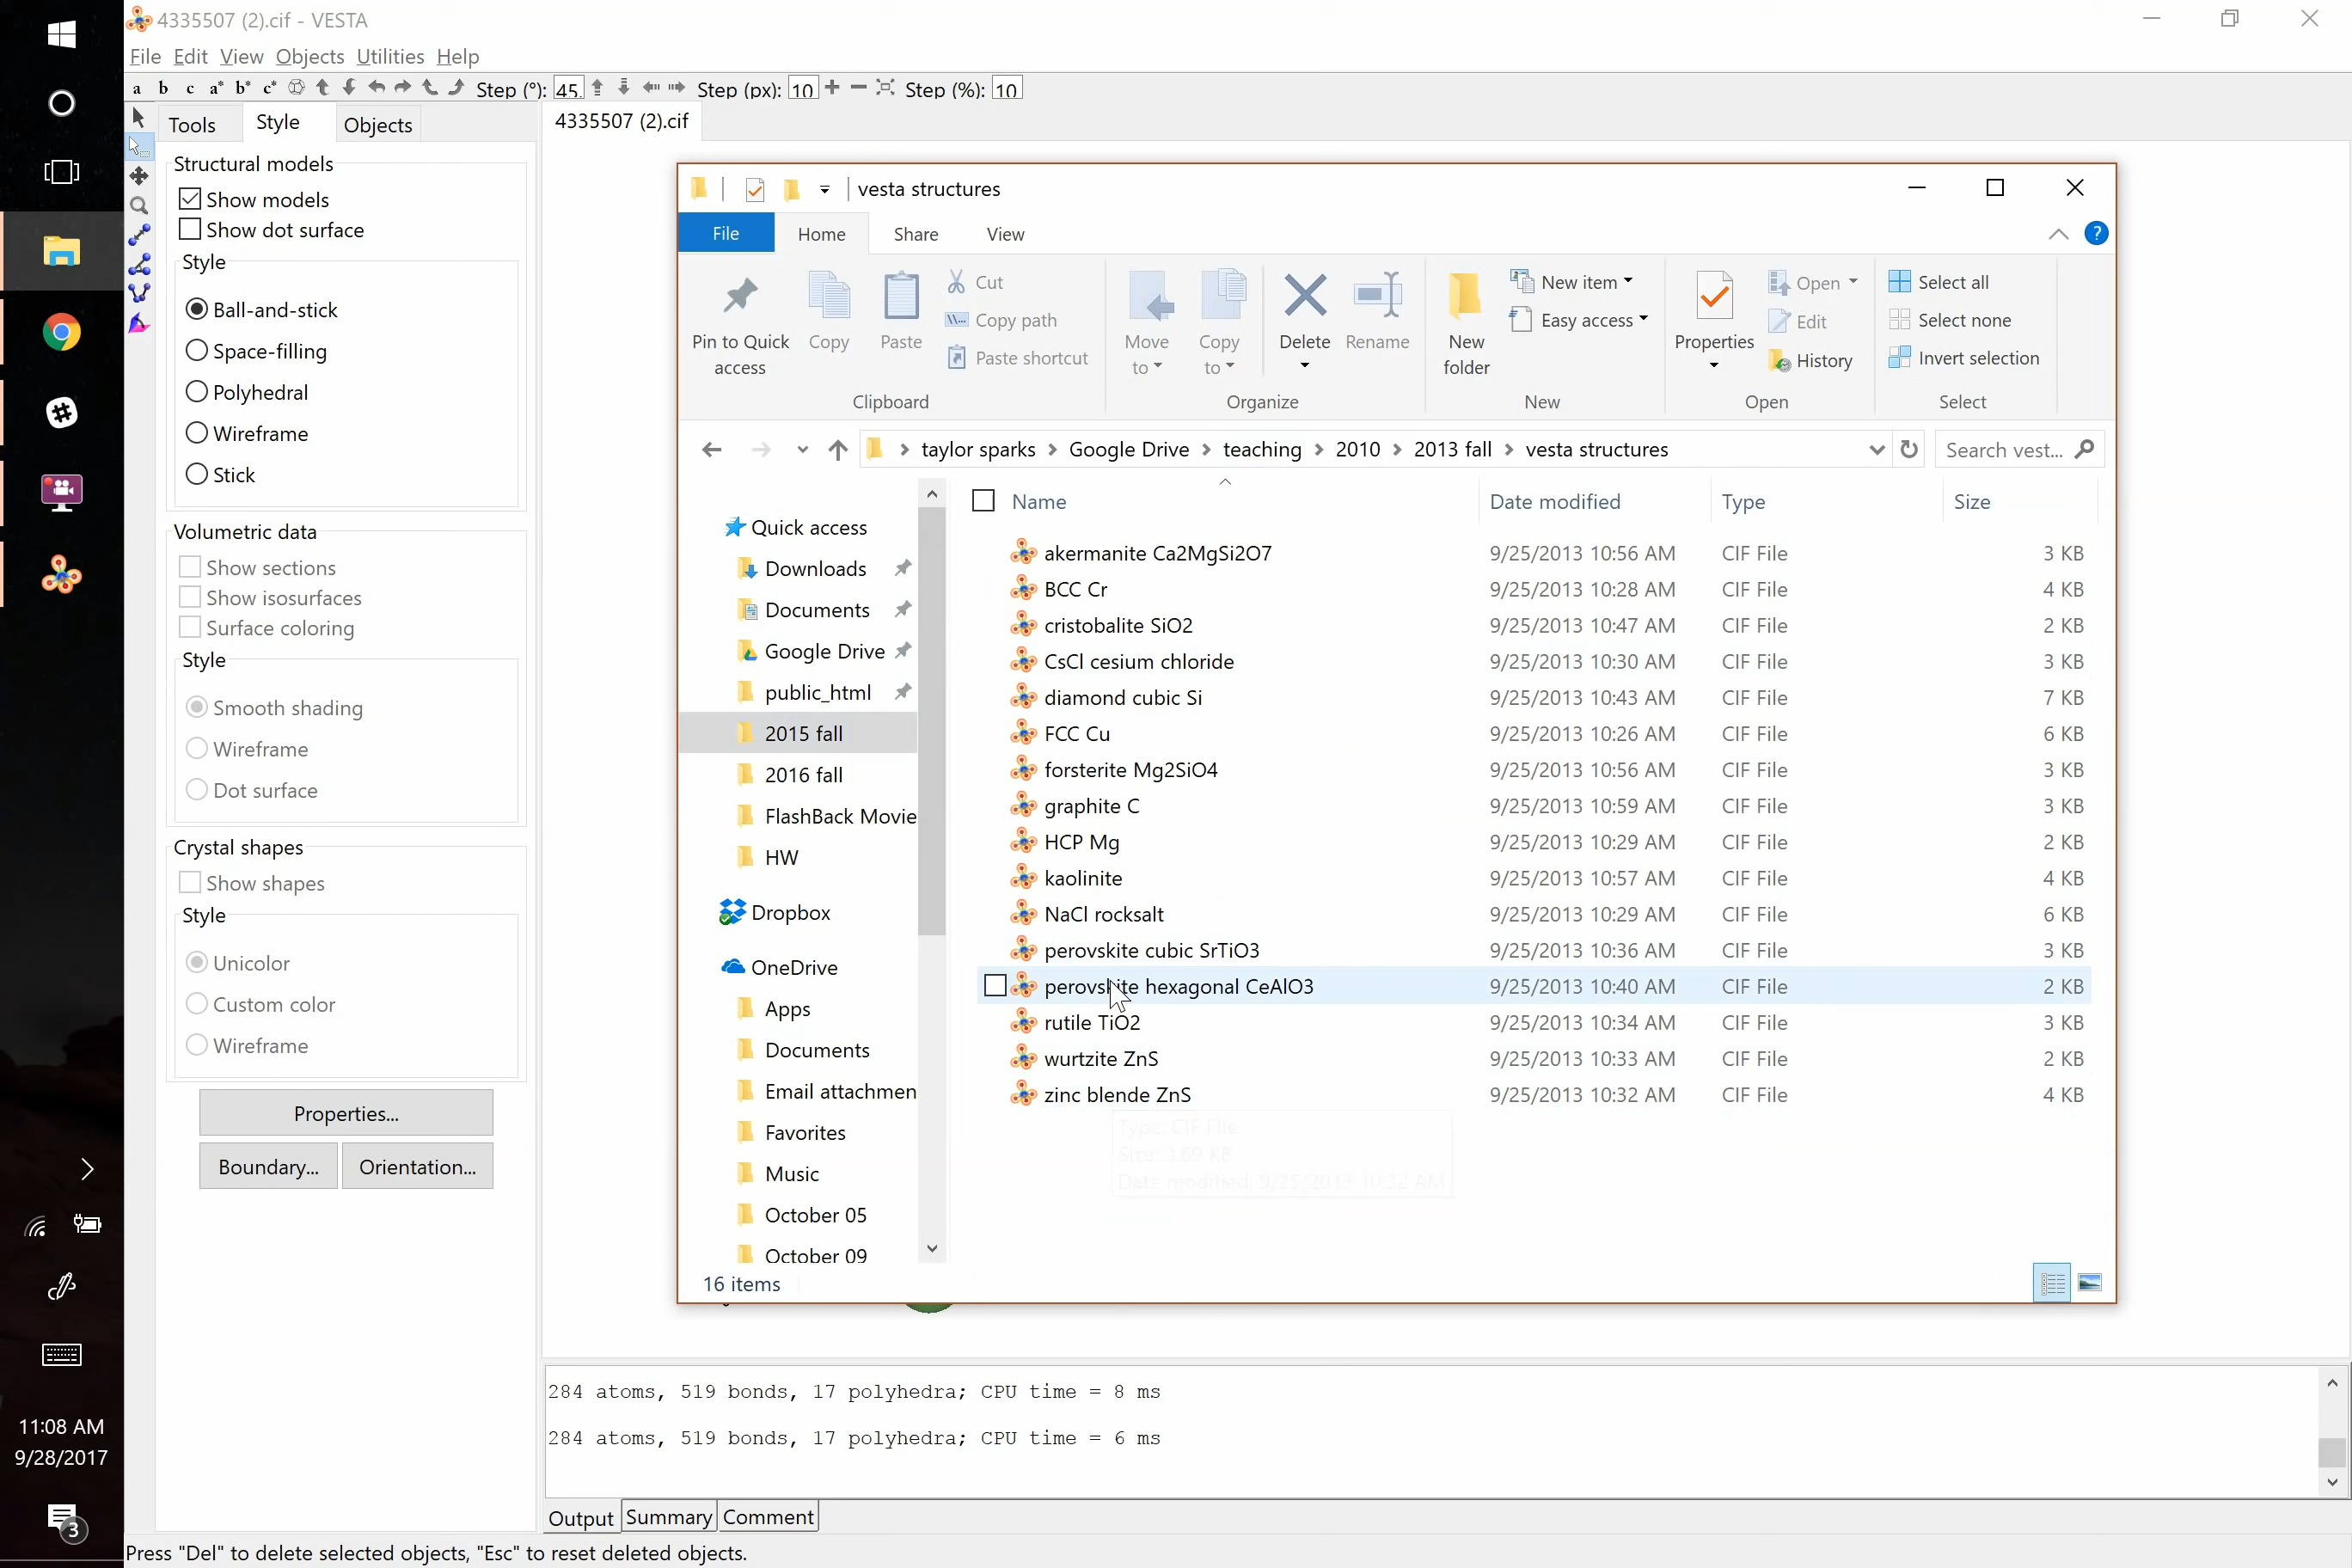 4335507 (2).cif - VESTA
File Edit View Objects Utilities Help
a b c a* b* c* Step (°): 45. Step (px): 10 Step (%): 10
Tools Style Objects
4335507 (2).cif
Structural models
Show models
Show dot surface
Style
Ball-and-stick
Space-filling
Polyhedral
Wireframe
Stick
Volumetric data
Show sections
Show isosurfaces
Surface coloring
Style
Smooth shading
Wireframe
Dot surface
Crystal shapes
Show shapes
Style
Unicolor
Custom color
Wireframe
Properties...
Boundary... Orientation...
vesta structures
File Home Share View
Pin to Quick access
Copy
Paste
Cut
Copy path
Paste shortcut
Clipboard
Move to
Copy to
Delete
Rename
Organize
New folder
New item
Easy access
New
Properties
Open
Edit
History
Open
Select all
Select none
Invert selection
Select
taylor sparks Google Drive teaching 2010 2013 fall vesta structures
Search vest...
Quick access
Downloads
Documents
Google Drive
public_html
2015 fall
2016 fall
FlashBack Movie
HW
Dropbox
OneDrive
Apps
Documents
Email attachmen
Favorites
Music
October 05
October 09
Name Date modified Type Size
akermanite Ca2MgSi2O7 9/25/2013 10:56 AM CIF File 3 KB
BCC Cr 9/25/2013 10:28 AM CIF File 4 KB
cristobalite SiO2 9/25/2013 10:47 AM CIF File 2 KB
CsCl cesium chloride 9/25/2013 10:30 AM CIF File 3 KB
diamond cubic Si 9/25/2013 10:43 AM CIF File 7 KB
FCC Cu 9/25/2013 10:26 AM CIF File 6 KB
forsterite Mg2SiO4 9/25/2013 10:56 AM CIF File 3 KB
graphite C 9/25/2013 10:59 AM CIF File 3 KB
HCP Mg 9/25/2013 10:29 AM CIF File 2 KB
kaolinite 9/25/2013 10:57 AM CIF File 4 KB
NaCl rocksalt 9/25/2013 10:29 AM CIF File 6 KB
perovskite cubic SrTiO3 9/25/2013 10:36 AM CIF File 3 KB
perovskite hexagonal CeAlO3 9/25/2013 10:40 AM CIF File 2 KB
rutile TiO2 9/25/2013 10:34 AM CIF File 3 KB
wurtzite ZnS 9/25/2013 10:33 AM CIF File 2 KB
zinc blende ZnS 9/25/2013 10:32 AM CIF File 4 KB
Type: CIF File
Size: 3.69 KB
Date modified: 9/25/2013 10:32 AM
16 items
284 atoms, 519 bonds, 17 polyhedra; CPU time = 8 ms
284 atoms, 519 bonds, 17 polyhedra; CPU time = 6 ms
Output Summary Comment
Press "Del" to delete selected objects, "Esc" to reset deleted objects.
11:08 AM
9/28/2017
3